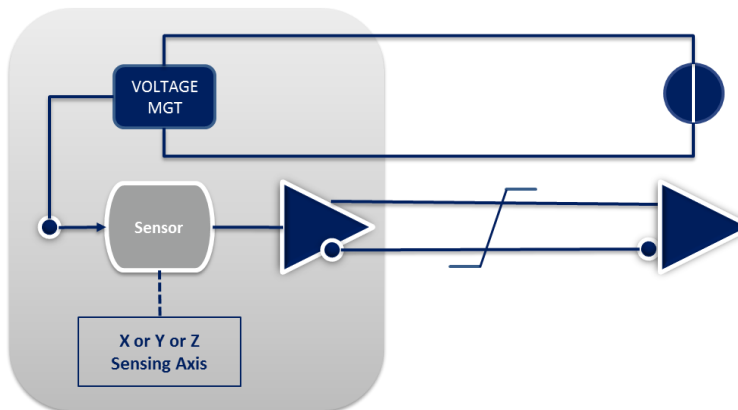 VOLTAGE
MGT
Sensor
X or Y or Z
Sensing Axis